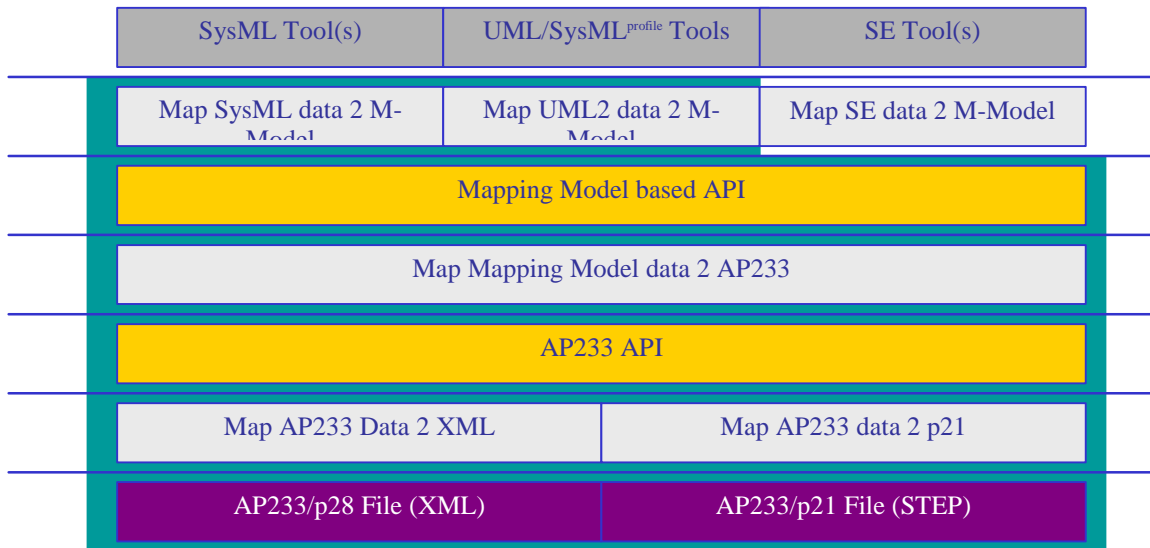 SysML Tool(s) UML/SysMLprofile Tools SE Tool(s)
Map SysML data 2 M-
Model
Map UML2 data 2 M-
Model
Map SE data 2 M-Model
Mapping Model based API
Map Mapping Model data 2 AP233
AP233 API
Map AP233 Data 2 XML Map AP233 data 2 p21
AP233/p28 File (XML) AP233/p21 File (STEP)